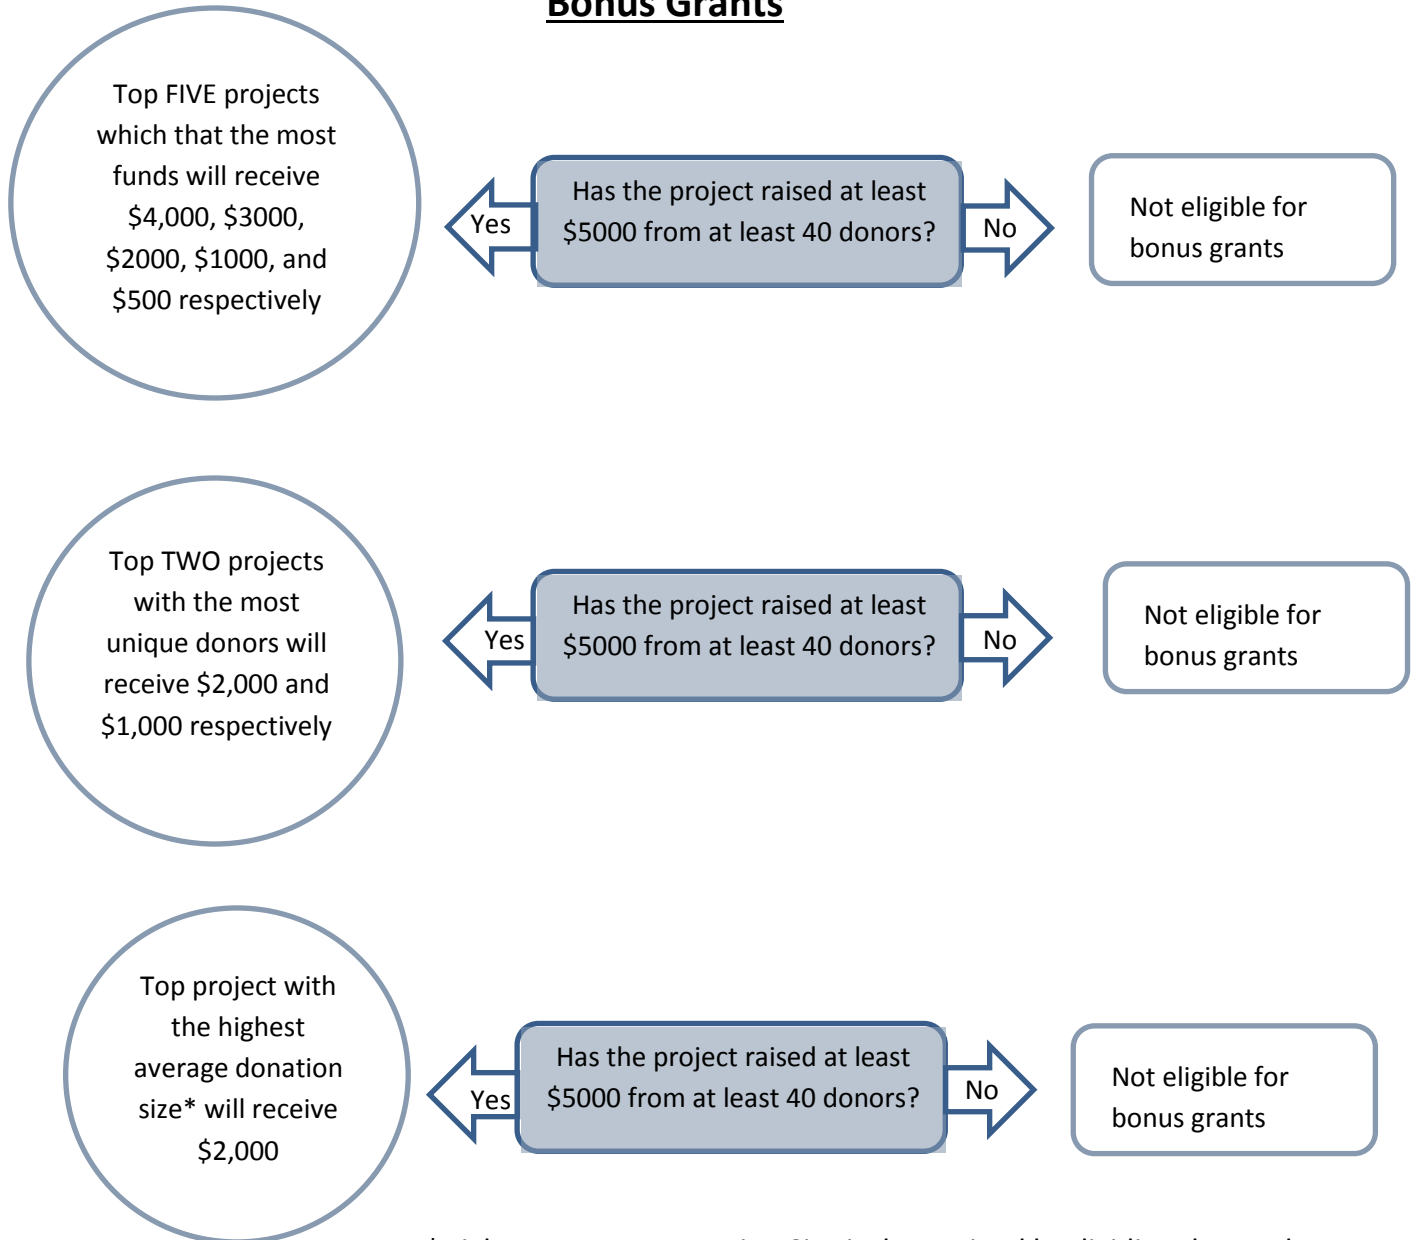 Bonus Grants
Top FIVE projects
which that the most
funds will receive
$4,000, $3000,
$2000, $1000, and
$500 respectively
Yes
Has the project raised at least
$5000 from at least 40 donors?
No
Not eligible for
bonus grants
Top TWO projects
with the most
unique donors will
receive $2,000 and
$1,000 respectively
Yes
Has the project raised at least
$5000 from at least 40 donors?
No
Not eligible for
bonus grants
Top project with
the highest
average donation
size* will receive
$2,000
Yes
Has the project raised at least
$5000 from at least 40 donors?
No
Not eligible for
bonus grants